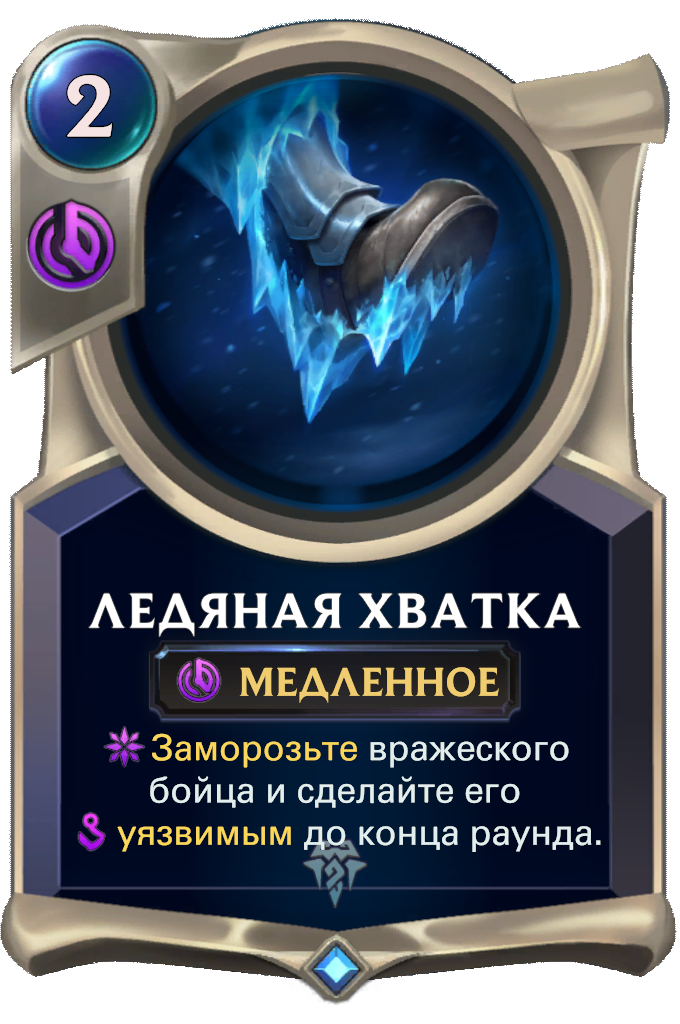 2
ЛЕДЯНАЯ ХВАТКА
МЕДЛЕННОЕ
Заморозьте вражеского
бойца и сделайте его
уязвимым до конца раунда.